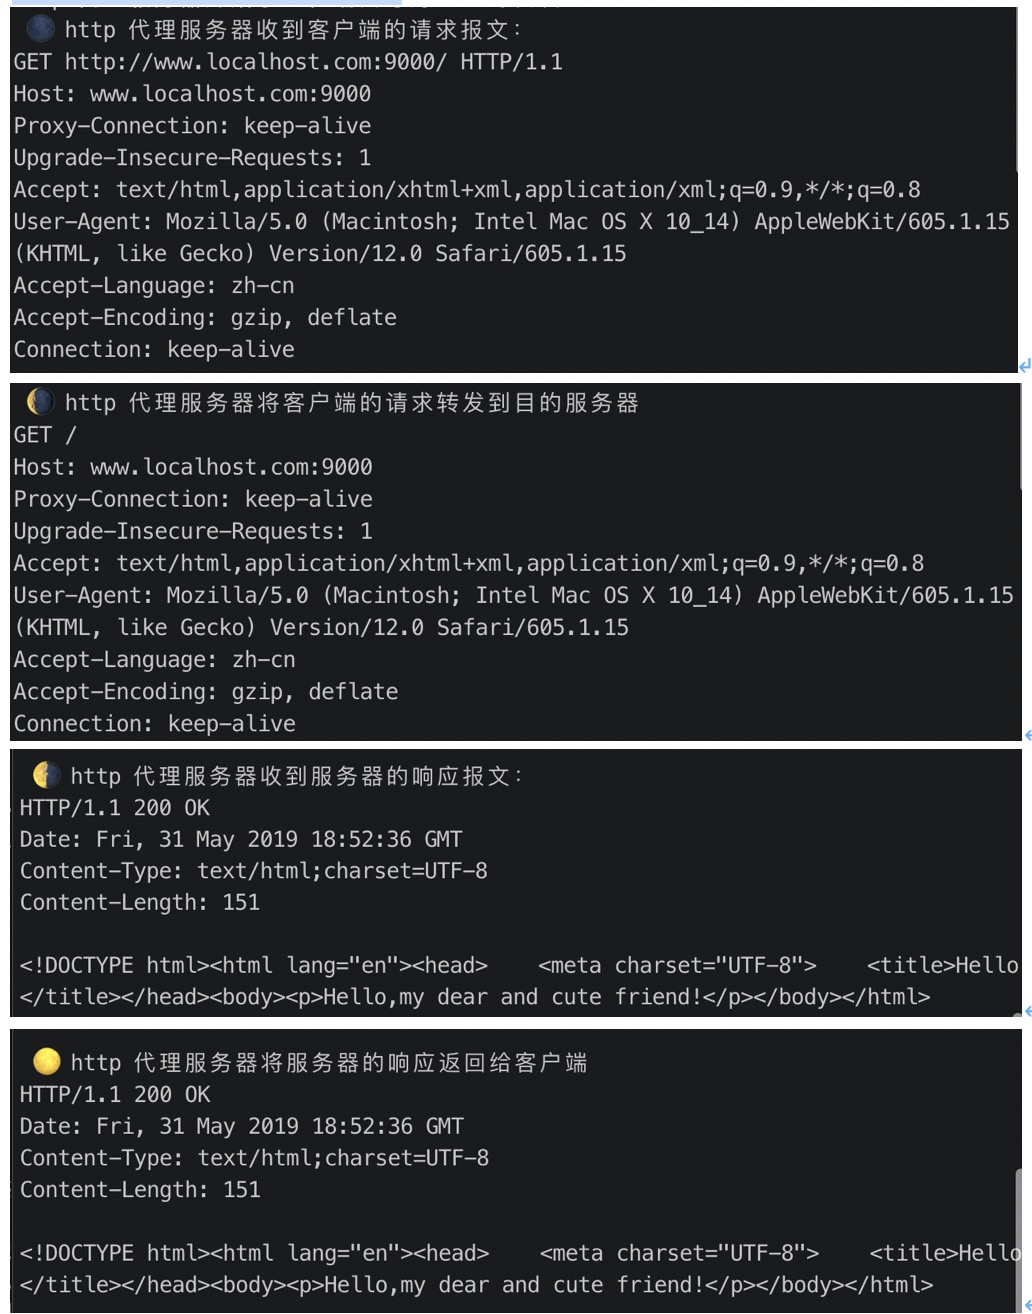 http 代理服务器收到客户端的请求报文:
GET http://www.localhost.com:9000/ HTTP/1.1
Host: www.localhost.com:9000
Proxy-Connection: keep-alive
Upgrade-Insecure-Requests: 1
Accept: text/html,application/xhtml+xml,application/xml;q=0.9,*/*;q=0.8
User-Agent: Mozilla/5.0 (Macintosh; Intel Mac OS X 10_14) AppleWebKit/605.1.15
(KHTML, like Gecko) Version/12.0 Safari/605.1.15
Accept-Language: zh-cn
Accept-Encoding: gzip, deflate
Connection: keep-alive
http 代理服务器将客户端的请求转发到目的服务器
GET /
Host: www.localhost.com:9000
Proxy-Connection: keep-alive
Upgrade-Insecure-Requests: 1
Accept: text/html,application/xhtml+xml,application/xml;q=0.9,*/*;q=0.8
User-Agent: Mozilla/5.0 (Macintosh; Intel Mac OS X 10_14) AppleWebKit/605.1.15
(KHTML, like Gecko) Version/12.0 Safari/605.1.15
Accept-Language: zh-cn
Accept-Encoding: gzip, deflate
Connection: keep-alive
http 代理服务器收到服务器的响应报文:
HTTP/1.1 200 OK
Date: Fri, 31 May 2019 18:52:36 GMT
Content-Type: text/html;charset=UTF-8
Content-Length: 151
<!DOCTYPE html><html lang="en"><head>    <meta charset="UTF-8">    <title>Hello
</title></head><body><p>Hello,my dear and cute friend!</p></body></html>
http 代理服务器将服务器的响应返回给客户端
HTTP/1.1 200 OK
Date: Fri, 31 May 2019 18:52:36 GMT
Content-Type: text/html;charset=UTF-8
Content-Length: 151
<!DOCTYPE html><html lang="en"><head>    <meta charset="UTF-8">    <title>Hello
</title></head><body><p>Hello,my dear and cute friend!</p></body></html>